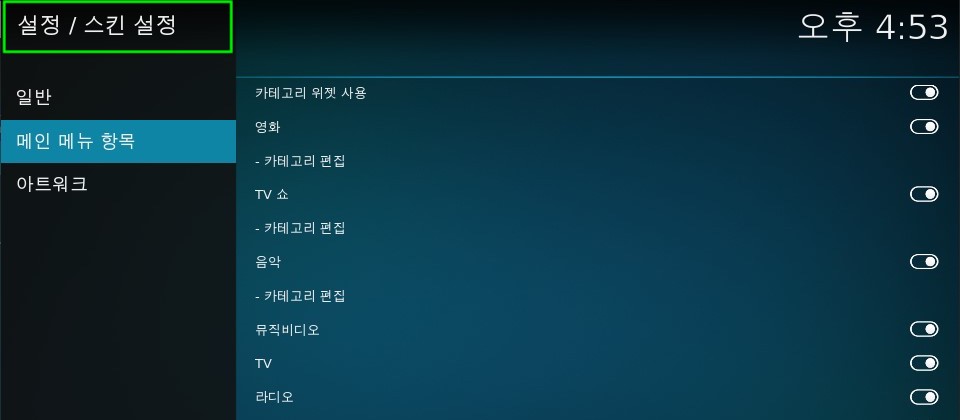 설정 / 스킨 설정
오후 4:53
일반
메인 메뉴 항목
아트워크
카테고리 위젯 사용
영화
- 카테고리 편집
TV 쇼
- 카테고리 편집
음악
- 카테고리 편집
뮤직비디오
TV
라디오